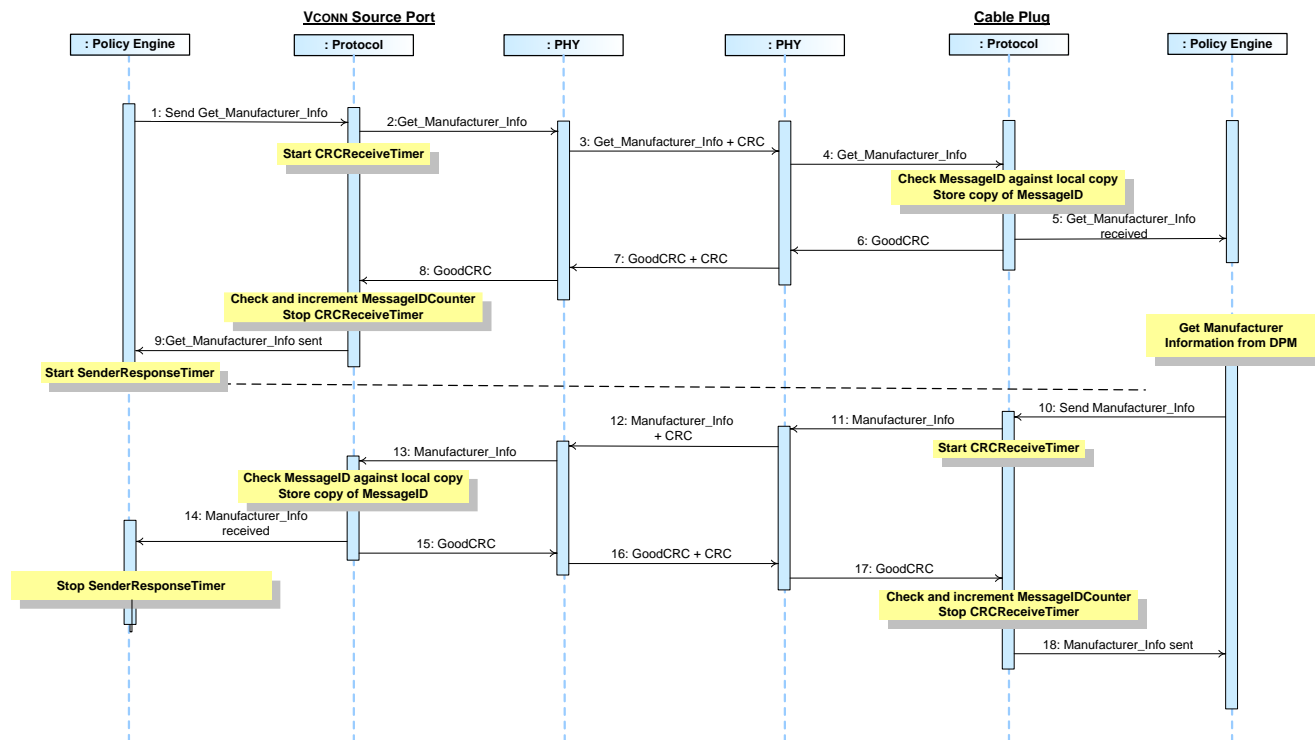 VCONN Source Port
Cable Plug
: Policy Engine
: Protocol
: PHY
: PHY
: Protocol
: Policy Engine
1: Send Get_Manufacturer_Info
2:Get_Manufacturer_Info
Start CRCReceiveTimer
3: Get_Manufacturer_Info + CRC
4: Get_Manufacturer_Info
Check MessageID against local copy
Store copy of MessageID
5: Get_Manufacturer_Info
received
6: GoodCRC
7: GoodCRC + CRC
8: GoodCRC
Check and increment MessageIDCounter
Stop CRCReceiveTimer
9:Get_Manufacturer_Info sent
Start SenderResponseTimer
Get Manufacturer
Information from DPM
10: Send Manufacturer_Info
11: Manufacturer_Info
Start CRCReceiveTimer
12: Manufacturer_Info
+ CRC
13: Manufacturer_Info
Check MessageID against local copy
Store copy of MessageID
14: Manufacturer_Info
received
15: GoodCRC
16: GoodCRC + CRC
17: GoodCRC
Stop SenderResponseTimer
Check and increment MessageIDCounter
Stop CRCReceiveTimer
18: Manufacturer_Info sent